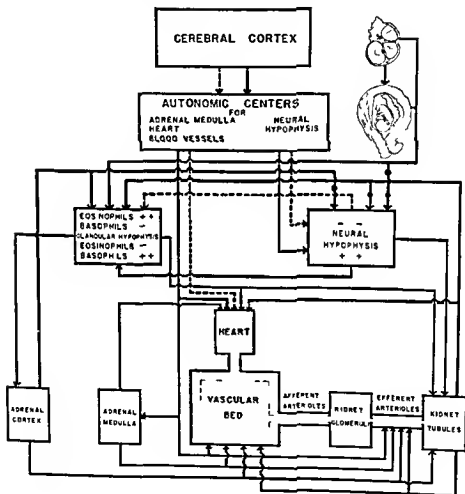 CEREBRAL CORTEX
AUTONOMIC CENTERS
FOR
ADRENAL MEDULLA
HEART
BLOOD VESSELS
NEURAL
HYPOPHYSIS
EOSINOPHILS ++
BASOPHILS −
GLANDULAR HYPOPHYSIS
EOSINOPHILS −
BASOPHILS ++
− −
NEURAL
HYPOPHYSIS
+ +
HEART
ADRENAL
CORTEX
ADRENAL
MEDULLA
VASCULAR
BED
AFFERENT
ARTERIOLES
KIDNEY
GLOMERULI
EFFERENT
ARTERIOLES
KIDNEY
TUBULES